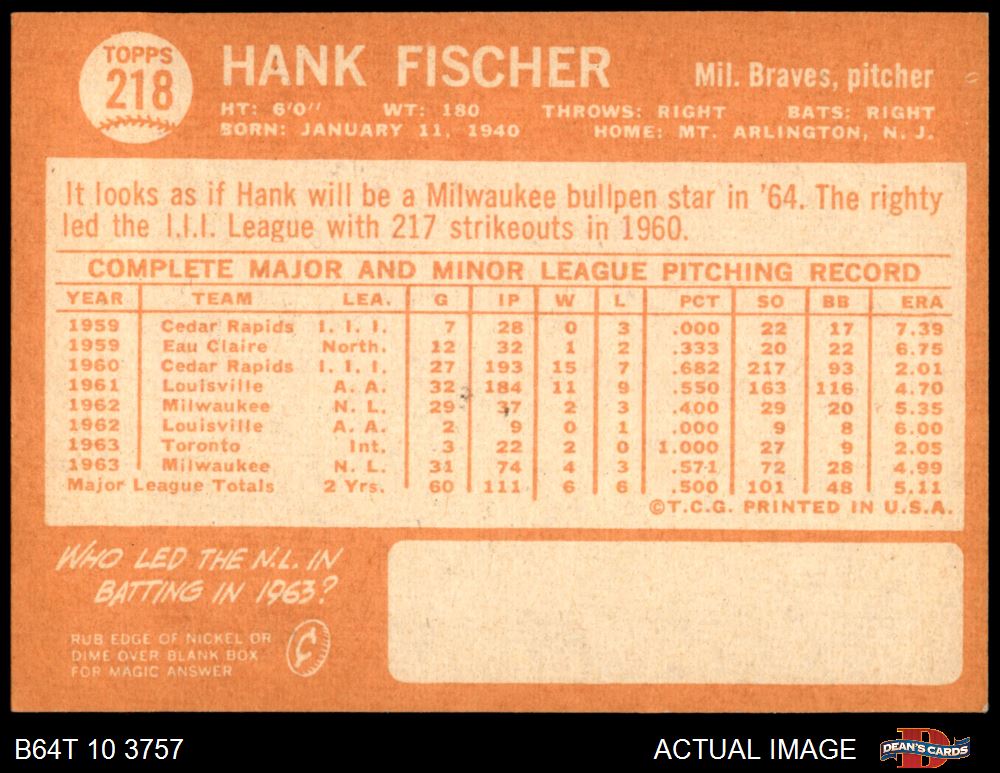 TOPPS
218
HANK FISCHER
Mil. Braves, pitcher
HT: 6'0" WT: 180 THROWS: RIGHT BATS: RIGHT
BORN: JANUARY 11, 1940 HOME: MT. ARLINGTON, N. J.
It looks as if Hank will be a Milwaukee bullpen star in '64. The righty
led the I.I.I. League with 217 strikeouts in 1960.
COMPLETE MAJOR AND MINOR LEAGUE PITCHING RECORD
YEAR TEAM LEA. G IP W L PCT SO BB ERA
1959 Cedar Rapids I. I. I. 7 28 0 3 .000 22 17 7.39
1959 Eau Claire North. 12 32 1 2 .333 20 22 6.75
1960 Cedar Rapids I. I. I. 27 193 15 7 .682 217 93 2.01
1961 Louisville A. A. 32 184 11 9 .550 163 116 4.70
1962 Milwaukee N. L. 29 37 2 3 .400 29 20 5.35
1962 Louisville A. A. 2 9 0 1 .000 9 8 6.00
1963 Toronto Int. 3 22 2 0 1.000 27 9 2.05
1963 Milwaukee N. L. 31 74 4 3 .571 72 28 4.99
Major League Totals 2 Yrs. 60 111 6 6 .500 101 48 5.11
©T.C.G. PRINTED IN U.S.A.
WHO LED THE N.L. IN
BATTING IN 1963?
RUB EDGE OF NICKEL OR
DIME OVER BLANK BOX
FOR MAGIC ANSWER
B64T 10 3757
ACTUAL IMAGE
DEAN'S CARDS